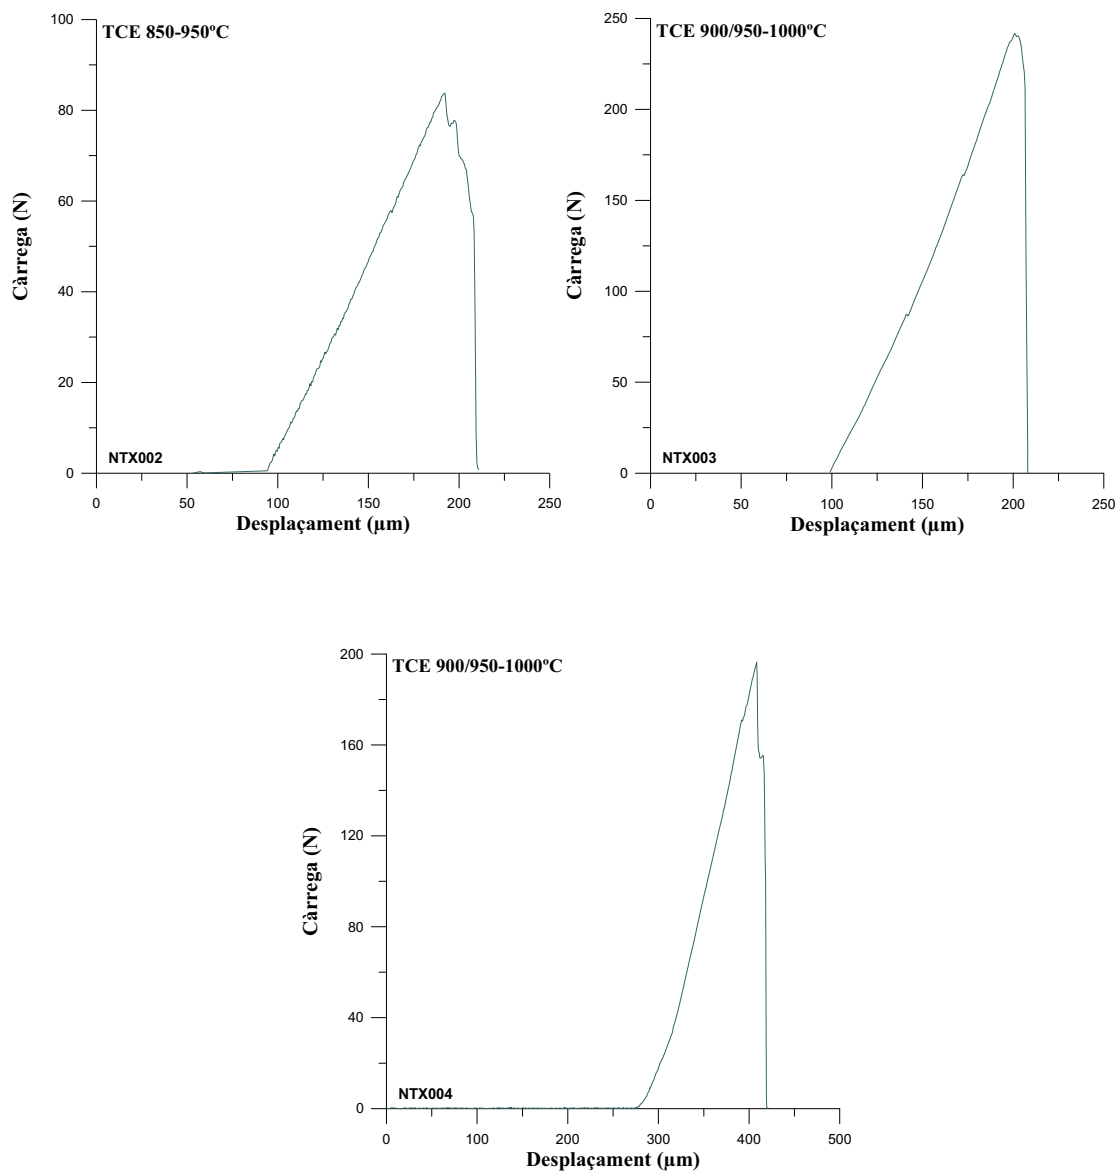 TCE 850-950ºC
100
80
60
40
20
0
Càrrega (N)
NTX002
0 50 100 150 200 250
Desplaçament (µm)
TCE 900/950-1000ºC
250
200
150
100
50
0
Càrrega (N)
NTX003
0 50 100 150 200 250
Desplaçament (µm)
TCE 900/950-1000ºC
200
160
120
80
40
0
Càrrega (N)
NTX004
0 100 200 300 400 500
Desplaçament (µm)